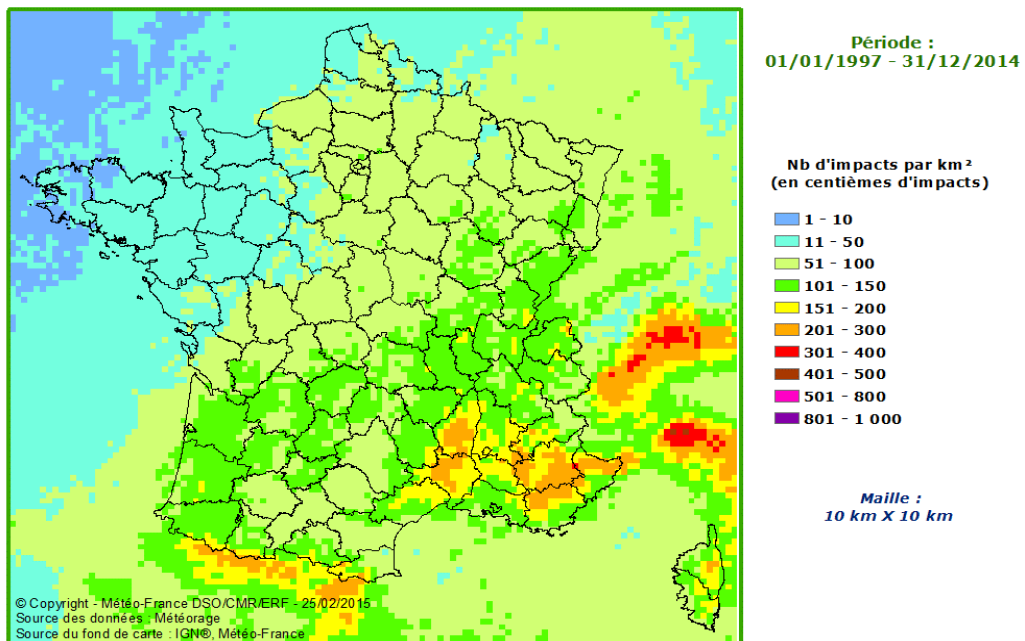 Période :
01/01/1997 - 31/12/2014
Nb d'impacts par km²
(en centièmes d'impacts)
1 - 10
11 - 50
51 - 100
101 - 150
151 - 200
201 - 300
301 - 400
401 - 500
501 - 800
801 - 1 000
Maille :
10 km X 10 km
© Copyright - Météo-France DSO/CMR/ERF - 25/02/2015
Source des données : Météorage
Source du fond de carte : IGN®, Météo-France